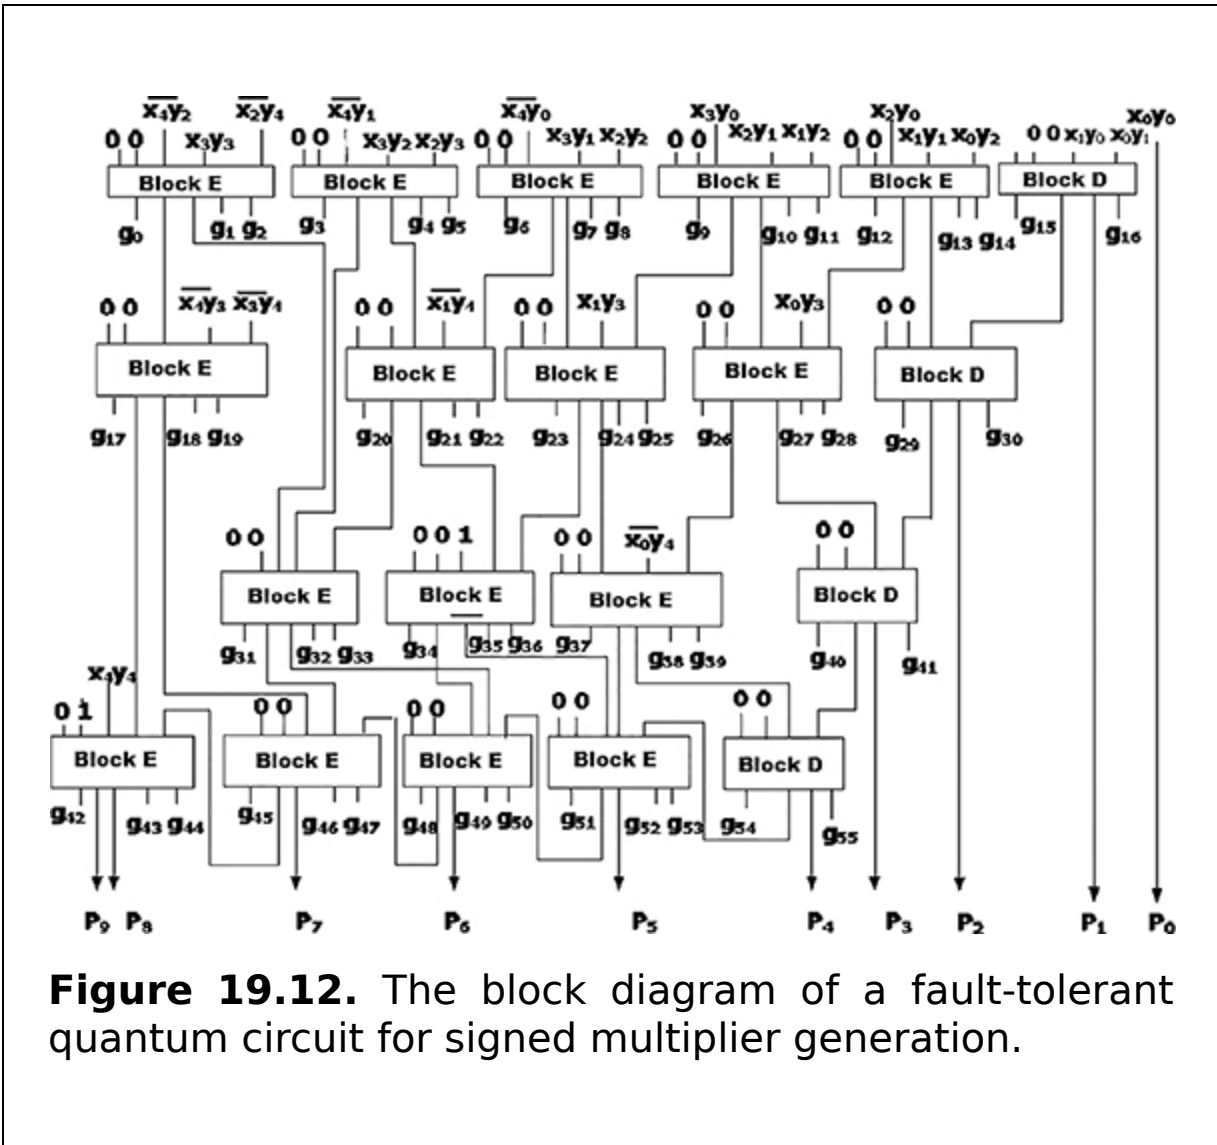 x̅₄y₂ x̅₂y₄ x̅₄y₁ x̅₄y₀ x₃y₀ x₂y₀ x₀y₀
0 0 x₃y₃ 0 0 x₃y₂ x₂y₃ 0 0 x₃y₁ x₂y₂ 0 0 x₂y₁ x₁y₂ 0 0 x₁y₁ x₀y₂ 0 0 x₁y₀ x₀y₁
Block E Block E Block E Block E Block E Block D
g₀ g₁ g₂ g₃ g₄ g₅ g₆ g₇ g₈ g₉ g₁₀ g₁₁ g₁₂ g₁₃ g₁₄ g₁₅ g₁₆
0 0 x̅₄y₃ x̅₃y₄ 0 0 x̅₁y₄ 0 0 x₁y₃ 0 0 x₀y₃ 0 0
Block E Block E Block E Block E Block D
g₁₇ g₁₈ g₁₉ g₂₀ g₂₁ g₂₂ g₂₃ g₂₄ g₂₅ g₂₆ g₂₇ g₂₈ g₂₉ g₃₀
0 0 0 0 1 0 0 x̅₀y₄ 0 0
Block E Block E Block E Block D
g₃₁ g₃₂ g₃₃ g₃₄ g₃₅ g₃₆ g₃₇ g₃₈ g₃₉ g₄₀ g₄₁
x₄y₄
0 1 0 0 0 0 0 0 0 0
Block E Block E Block E Block E Block D
g₄₂ g₄₃ g₄₄ g₄₅ g₄₆ g₄₇ g₄₈ g₄₉ g₅₀ g₅₁ g₅₂ g₅₃ g₅₄ g₅₅
P₉ P₈ P₇ P₆ P₅ P₄ P₃ P₂ P₁ P₀
Figure 19.12. The block diagram of a fault-tolerant
quantum circuit for signed multiplier generation.